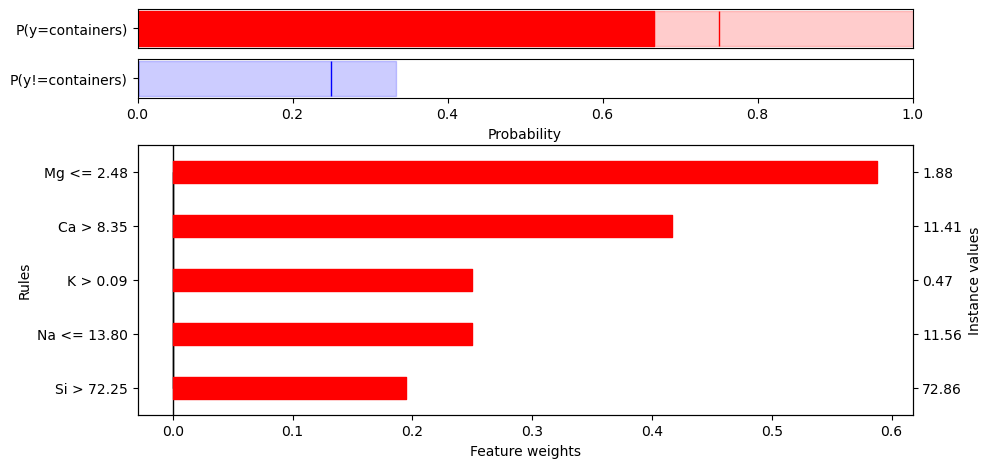 P(y=containers)
P(y!=containers)
0.0 0.2 0.4 0.6 0.8 1.0
Probability
Mg <= 2.48 1.88
Ca > 8.35 11.41
K > 0.09 0.47
Na <= 13.80 11.56
Si > 72.25 72.86
Rules
Instance values
0.0 0.1 0.2 0.3 0.4 0.5 0.6
Feature weights